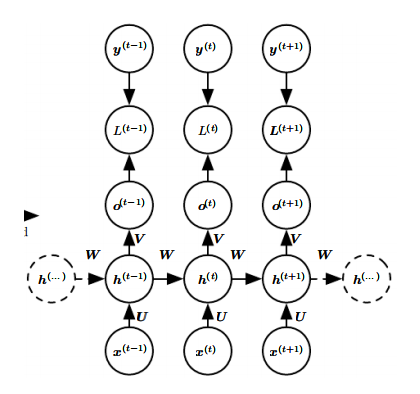 y(t−1) y(t) y(t+1)
L(t−1) L(t) L(t+1)
o(t−1) o(t) o(t+1)
d
V V V
W W W W
h(...) h(t−1) h(t) h(t+1) h(...)
U U U
x(t−1) x(t) x(t+1)